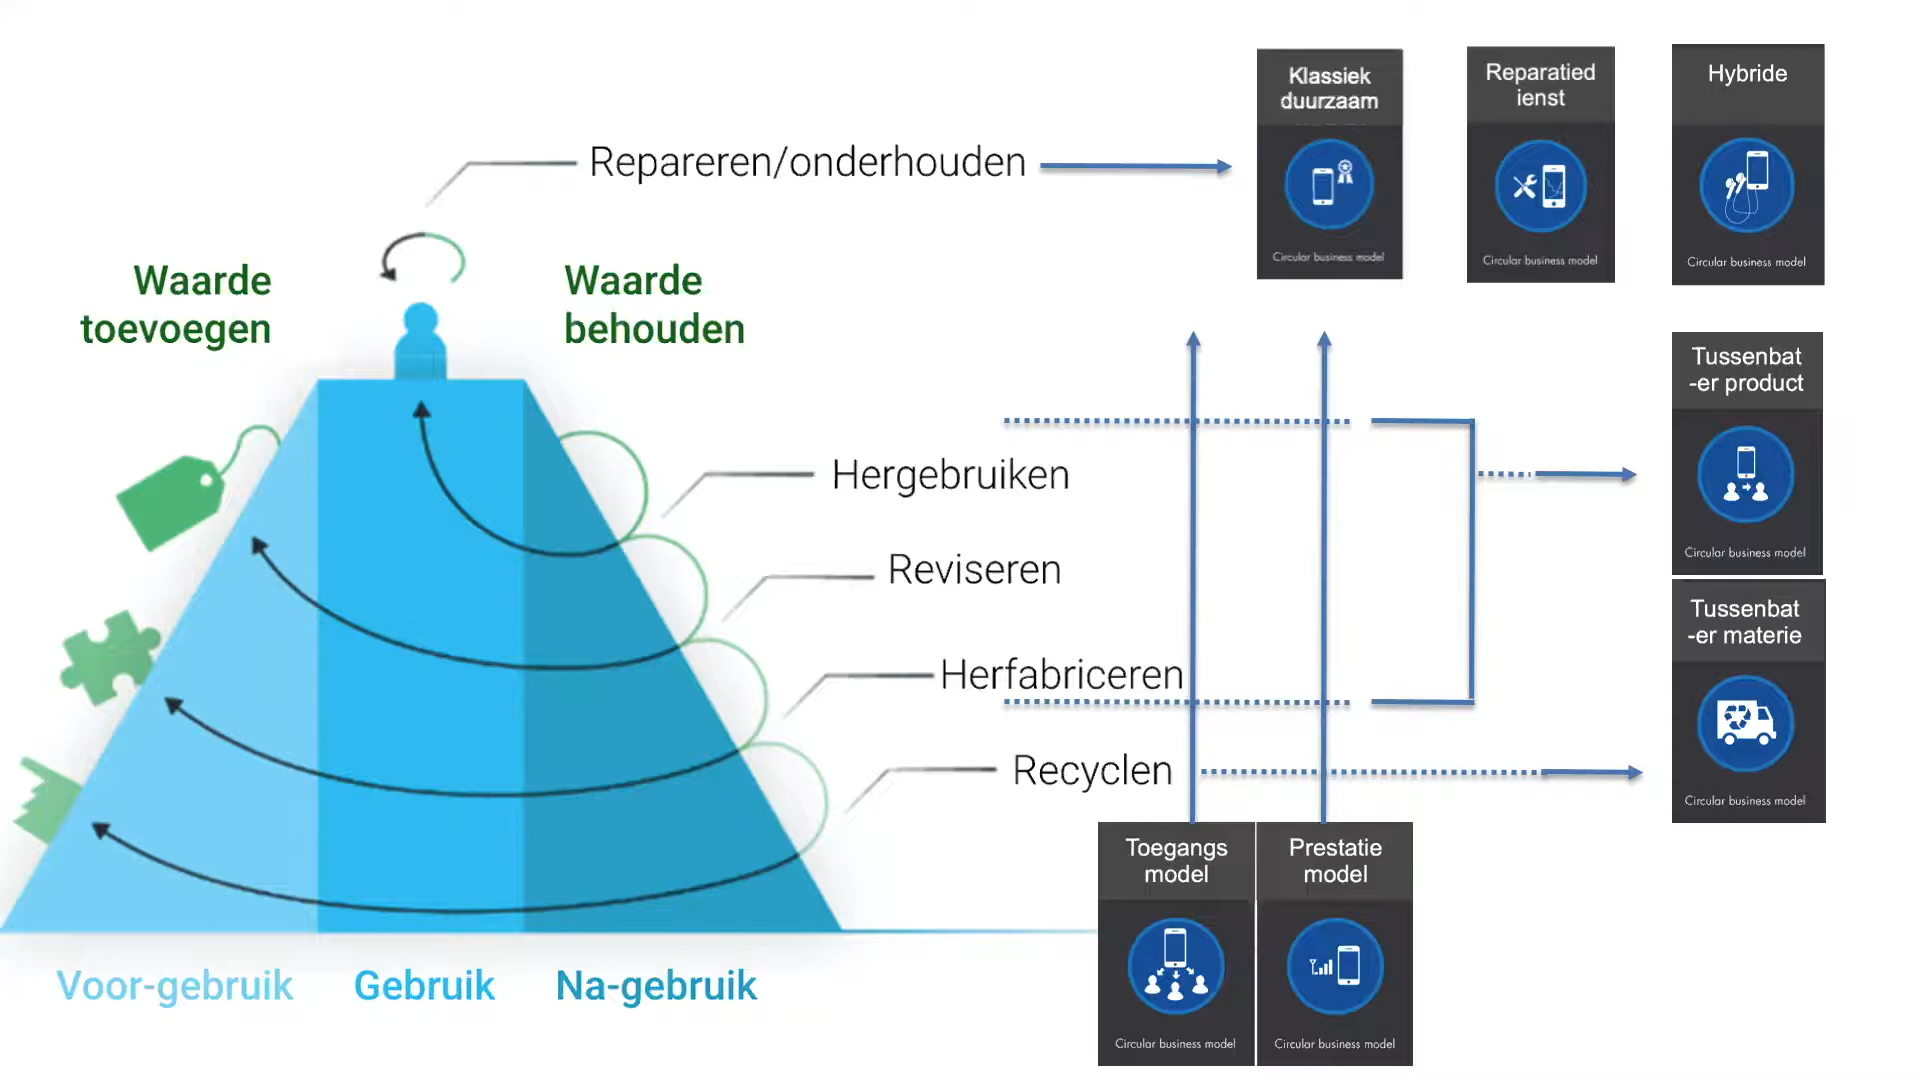 Klassiek
duurzaam
Circular business model
Reparatied
ienst
Circular business model
Hybride
Circular business model
Repareren/onderhouden
Waarde
toevoegen
Waarde
behouden
Tussenbat
-er product
Circular business model
Hergebruiken
Reviseren
Herfabriceren
Recyclen
Tussenbat
-er materie
Circular business model
Toegangs
model
Circular business model
Prestatie
model
Circular business model
Voor-gebruik
Gebruik
Na-gebruik